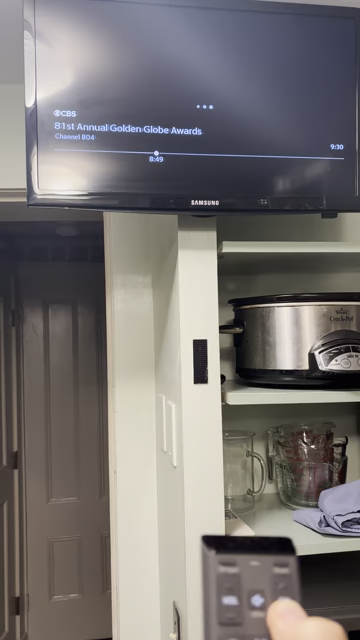 CBS
81st Annual Golden Globe Awards
Channel 804
9:30
8:49
SAMSUNG
Crock-Pot